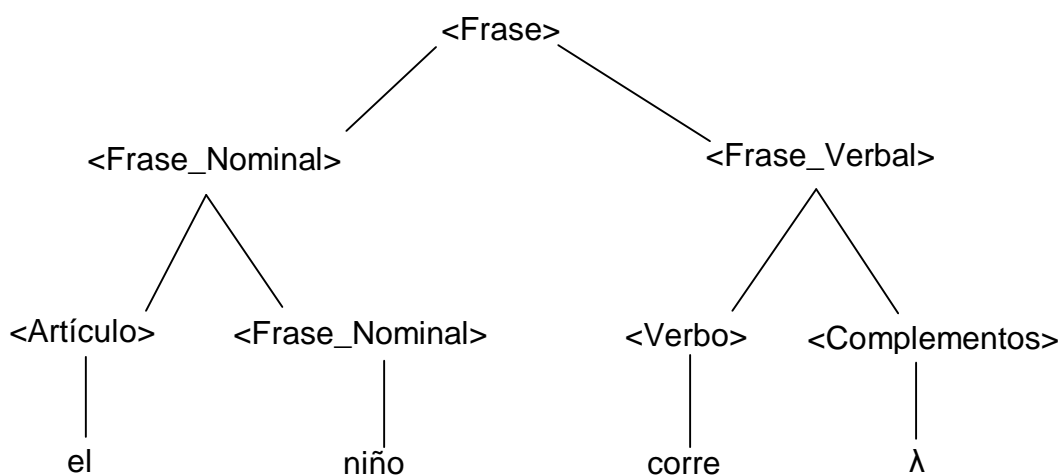 <Frase>
<Frase_Nominal> <Frase_Verbal>
<Artículo> <Frase_Nominal> <Verbo> <Complementos>
el niño corre λ